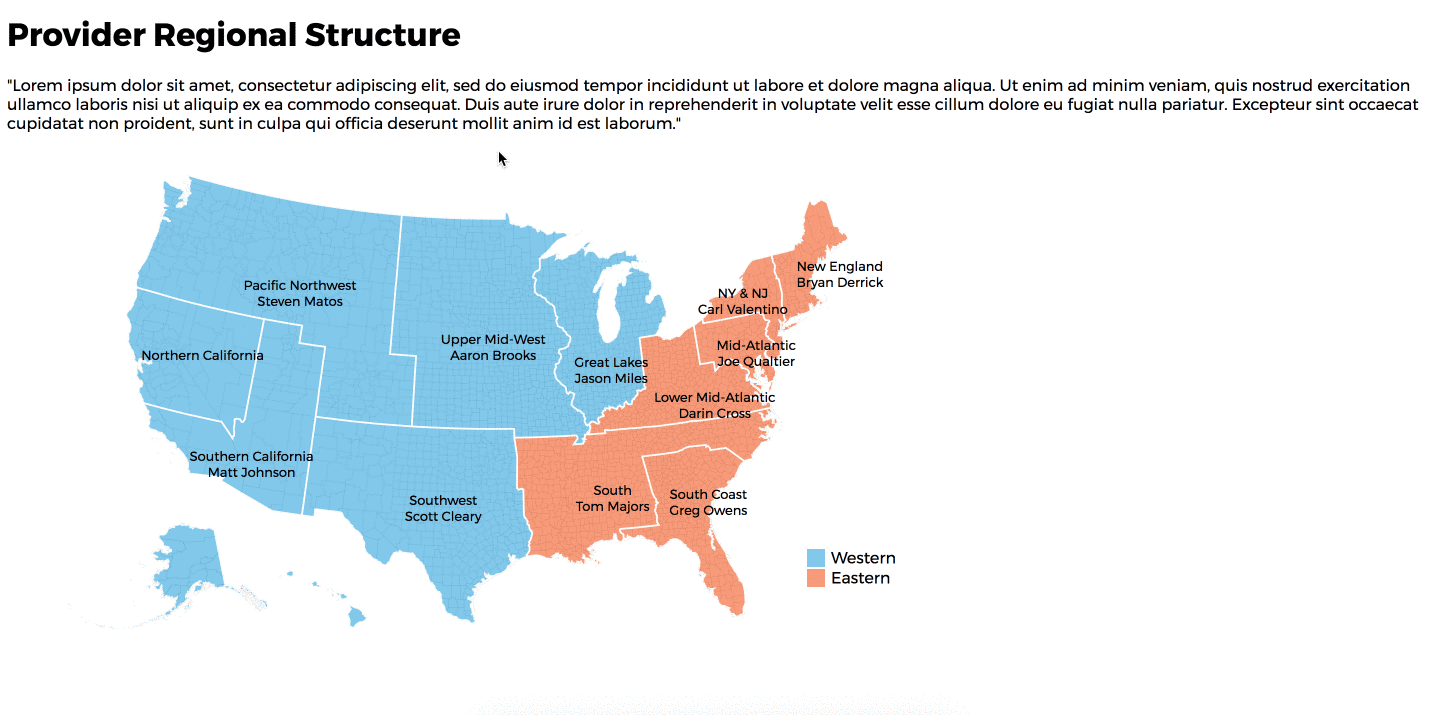 Provider Regional Structure
"Lorem ipsum dolor sit amet, consectetur adipiscing elit, sed do eiusmod tempor incididunt ut labore et dolore magna aliqua. Ut enim ad minim veniam, quis nostrud exercitation
ullamco laboris nisi ut aliquip ex ea commodo consequat. Duis aute irure dolor in reprehenderit in voluptate velit esse cillum dolore eu fugiat nulla pariatur. Excepteur sint occaecat
cupidatat non proident, sunt in culpa qui officia deserunt mollit anim id est laborum."
New England
Bryan Derrick
Pacific Northwest
Steven Matos
NY & NJ
Carl Valentino
Upper Mid-West
Aaron Brooks
Mid-Atlantic
Joe Qualtier
Northern California
Great Lakes
Jason Miles
Lower Mid-Atlantic
Darin Cross
Southern California
Matt Johnson
South
Tom Majors
South Coast
Greg Owens
Southwest
Scott Cleary
Western
Eastern